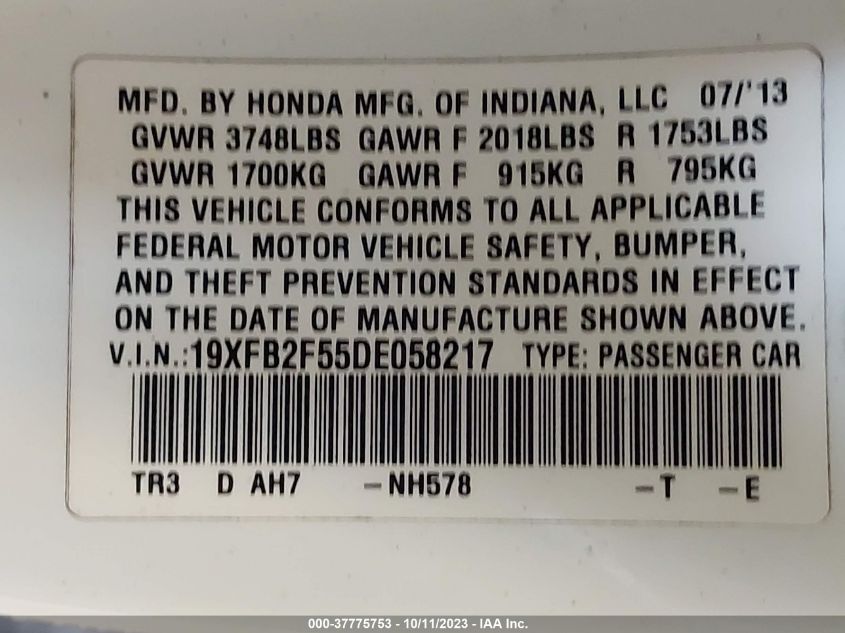 MFD. BY HONDA MFG. OF INDIANA, LLC 07/'13
GVWR 3748LBS GAWR F 2018LBS R 1753LBS
GVWR 1700KG GAWR F 915KG R 795KG
THIS VEHICLE CONFORMS TO ALL APPLICABLE
FEDERAL MOTOR VEHICLE SAFETY, BUMPER,
AND THEFT PREVENTION STANDARDS IN EFFECT
ON THE DATE OF MANUFACTURE SHOWN ABOVE.
V.I.N.:19XFB2F55DE058217 TYPE: PASSENGER CAR
TR3 D AH7 -NH578 -T -E
000-37775753 - 10/11/2023 - IAA Inc.